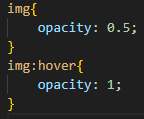 img{
    opacity: 0.5;
}
img:hover{
    opacity: 1;
}